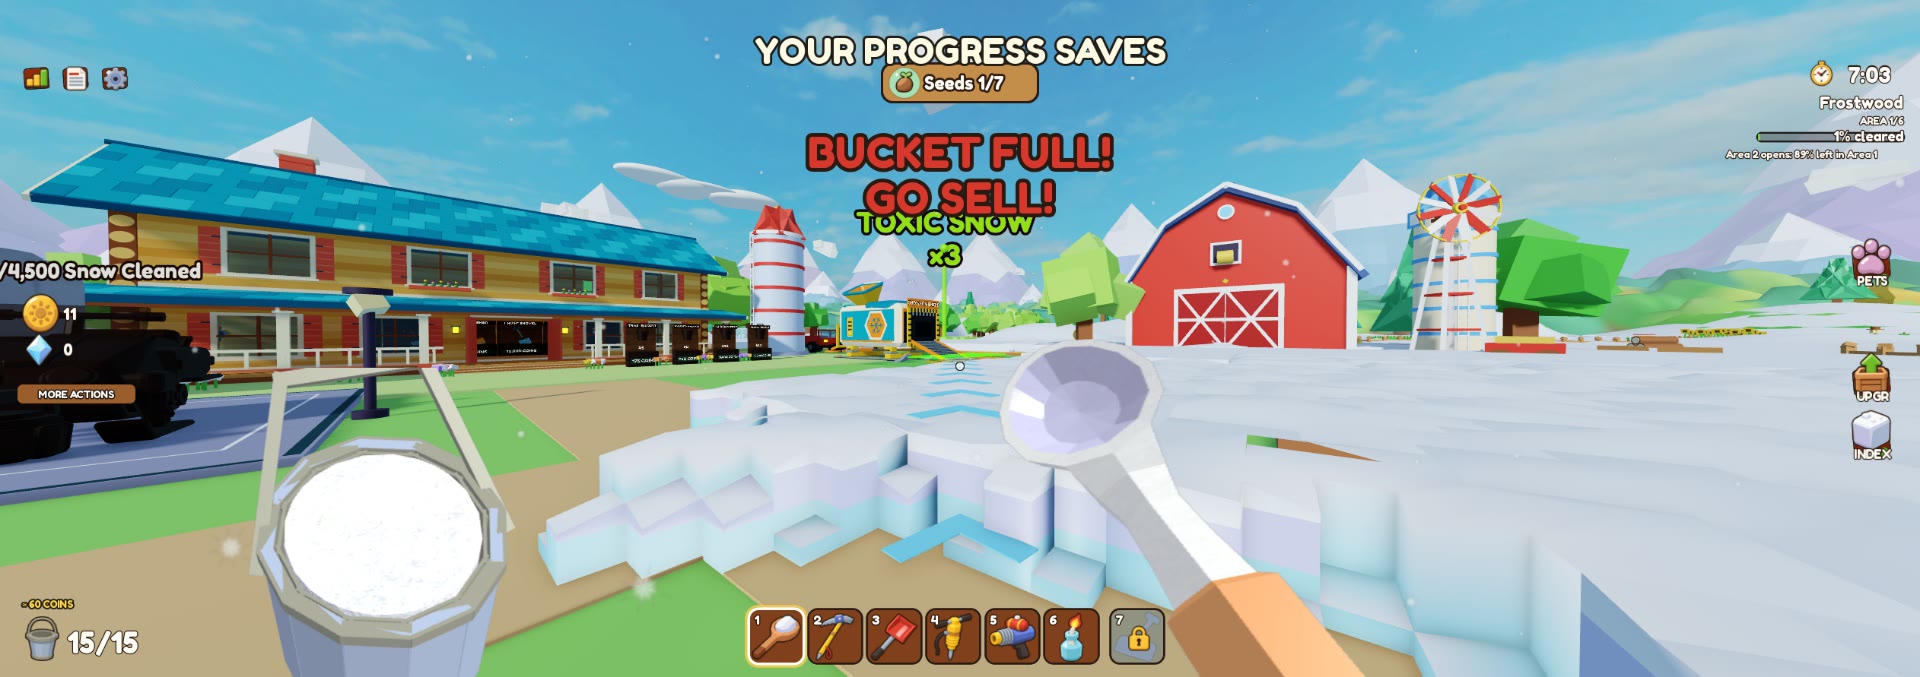 YOUR PROGRESS SAVES
Seeds 1/7
7:03
Frostwood
AREA 1/6
1% cleared
Area 2 opens: 89% left in Area 1
BUCKET FULL!
GO SELL!
TOXIC SNOW
x3
/4,500 Snow Cleaned
11
0
MORE ACTIONS
PETS
UPGR
INDEX
~60 COINS
15/15
1
2
3
4
5
6
7